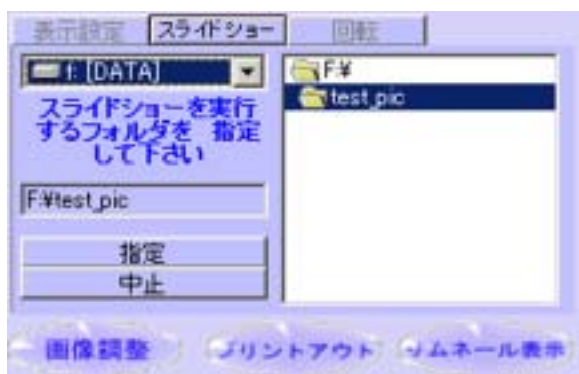 表示設定
スライドショー
回転
f: [DATA]
スライドショーを実行
するフォルダを 指定
して下さい
F:¥test_pic
指定
中止
F:¥
test_pic
画像調整
プリントアウト
サムネール表示